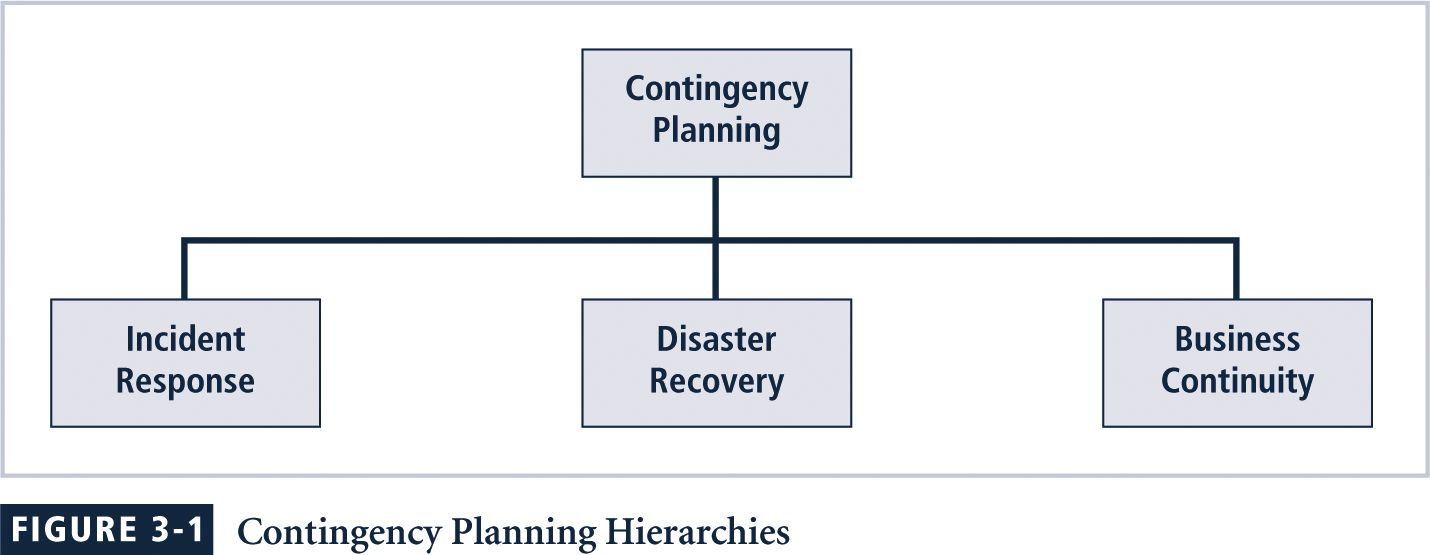 Contingency
Planning
Incident
Response
Disaster
Recovery
Business
Continuity
FIGURE 3-1 Contingency Planning Hierarchies